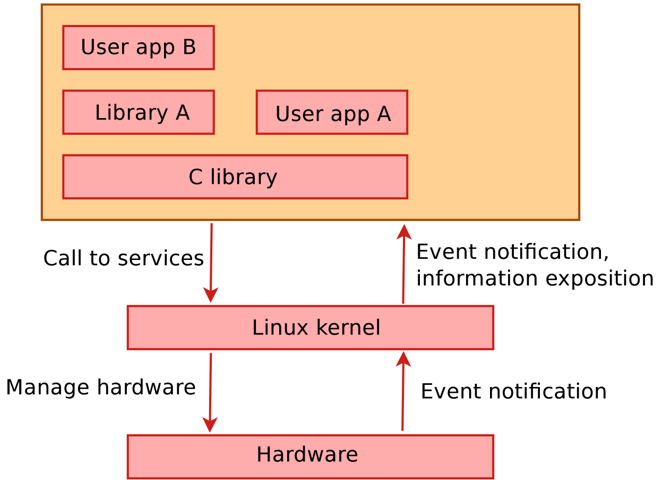 User app B
Library A
User app A
C library
Call to services
Event notification,
information exposition
Linux kernel
Manage hardware
Event notification
Hardware